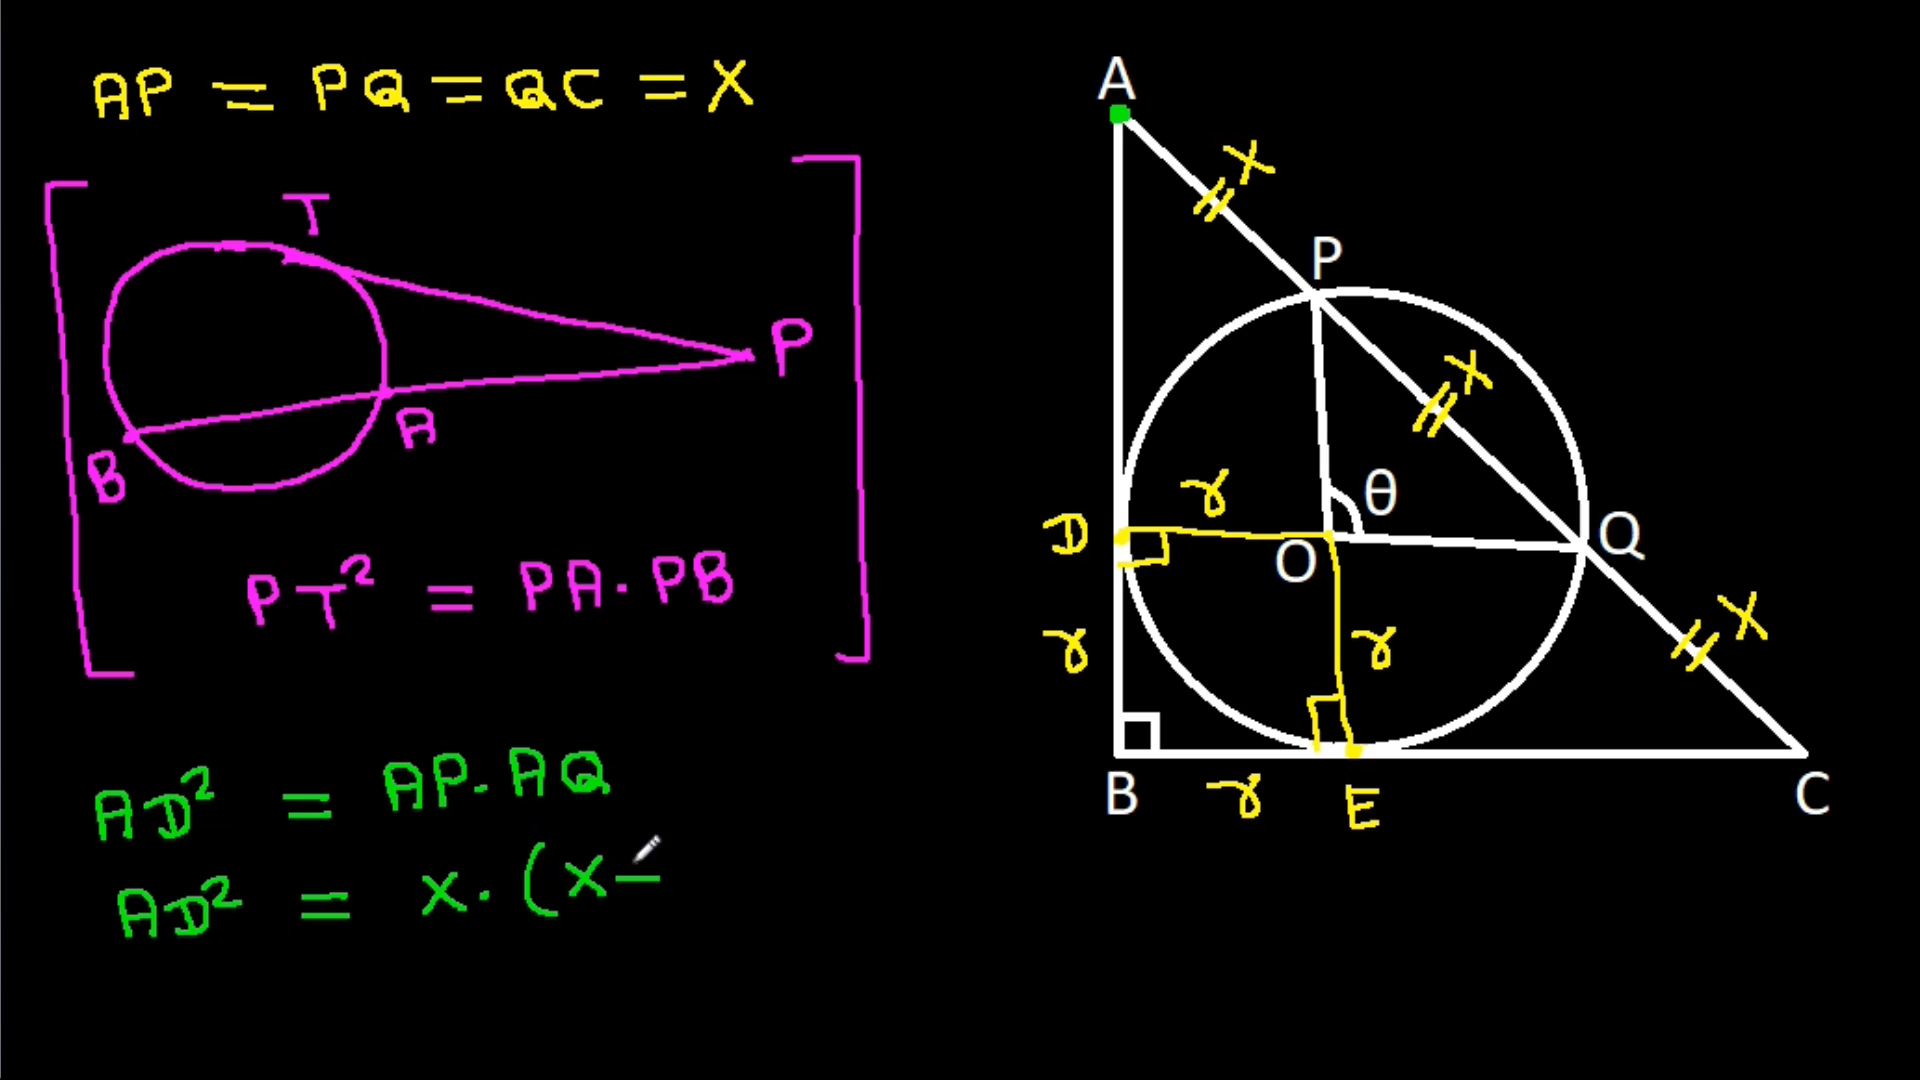 AP = PQ = QC = X
T
P
A
B
PT² = PA · PB
AD² = AP · AQ
AD² = x · (x –
A
X
P
X
r
θ
D
O
Q
r
r
X
B
r
E
C